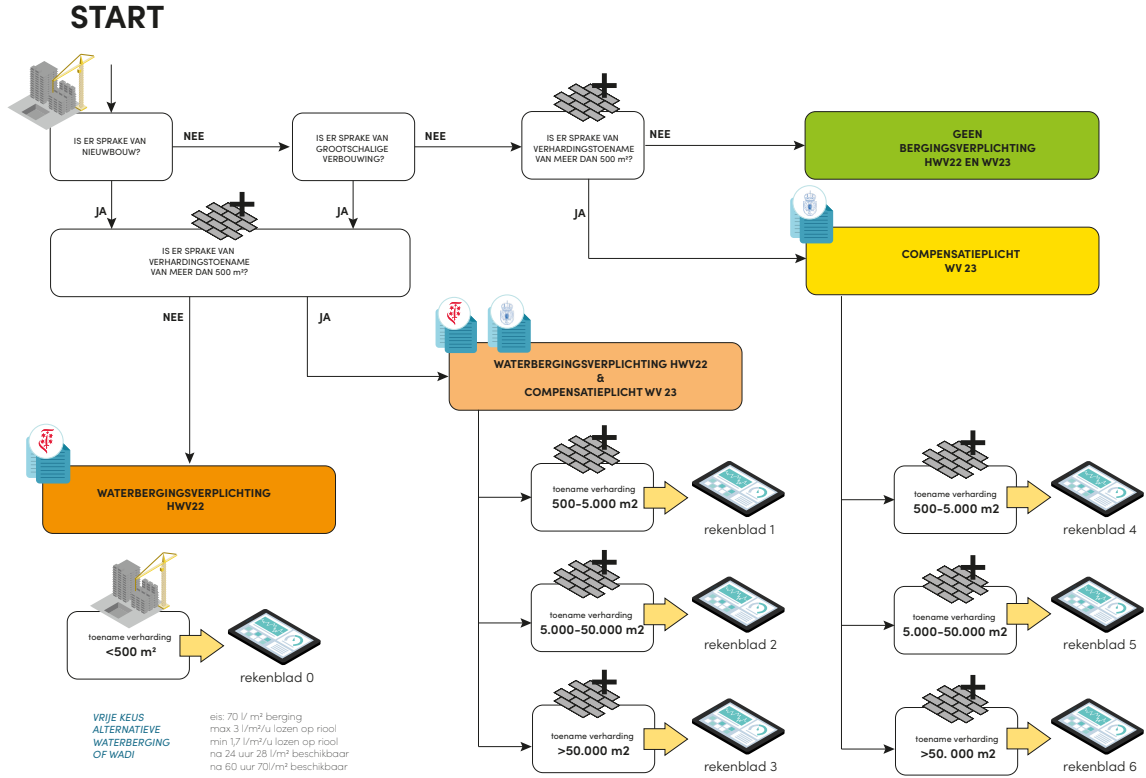 START
IS ER SPRAKE VAN
NIEUWBOUW?
NEE
IS ER SPRAKE VAN
GROOTSCHALIGE
VERBOUWING?
NEE
IS ER SPRAKE VAN
VERHARDINGSTOENAME
VAN MEER DAN 500 m²?
NEE
GEEN
BERGINGSVERPLICHTING
HWV22 EN WV23
JA
JA
JA
IS ER SPRAKE VAN
VERHARDINGSTOENAME
VAN MEER DAN 500 m²?
COMPENSATIEPLICHT
WV 23
NEE
JA
WATERBERGINGSVERPLICHTING HWV22
&
COMPENSATIEPLICHT WV 23
WATERBERGINGSVERPLICHTING
HWV22
toename verharding
<500 m²
rekenblad 0
VRIJE KEUS
ALTERNATIEVE
WATERBERGING
OF WADI
eis: 70 l/ m² berging
max 3 l/m²/u lozen op riool
min 1,7 l/m²/u lozen op riool
na 24 uur 28 l/m² beschikbaar
na 60 uur 70l/m² beschikbaar
toename verharding
500-5.000 m2
rekenblad 1
toename verharding
5.000-50.000 m2
rekenblad 2
toename verharding
>50.000 m2
rekenblad 3
toename verharding
500-5.000 m2
rekenblad 4
toename verharding
5.000-50.000 m2
rekenblad 5
toename verharding
>50. 000 m2
rekenblad 6